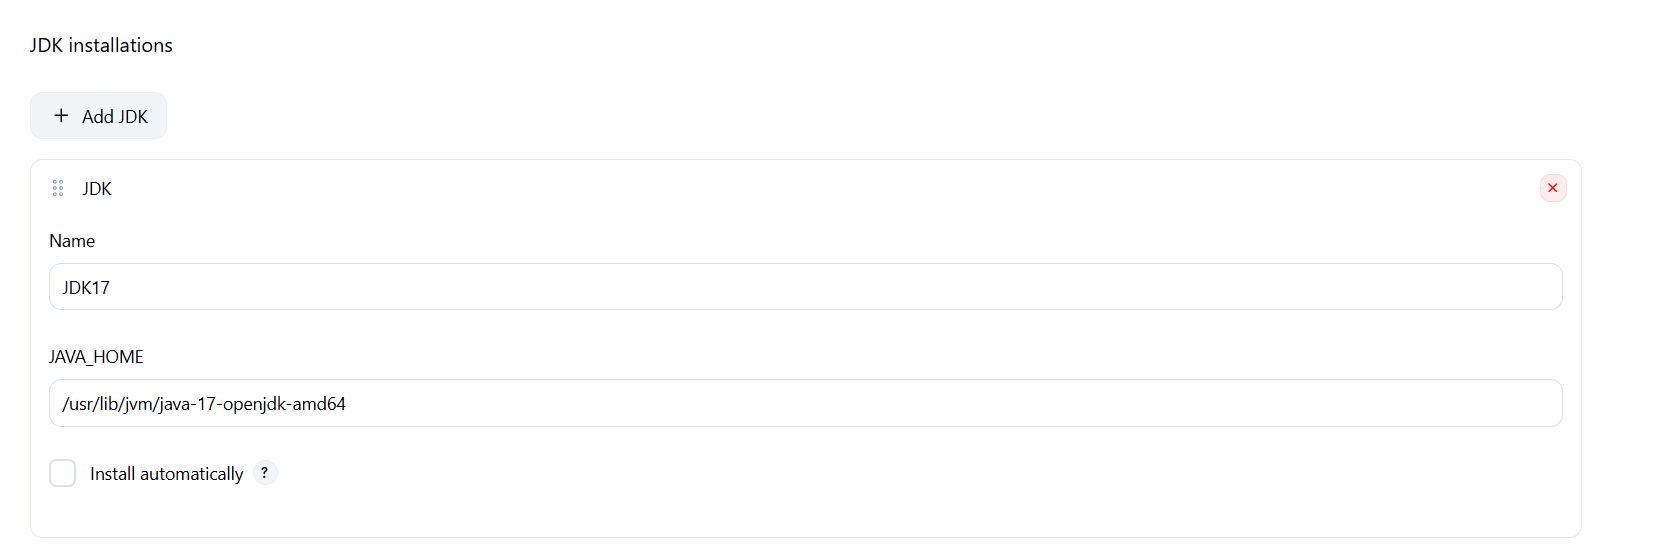 JDK installations
+ Add JDK
JDK
Name
JDK17
JAVA_HOME
/usr/lib/jvm/java-17-openjdk-amd64
Install automatically ?